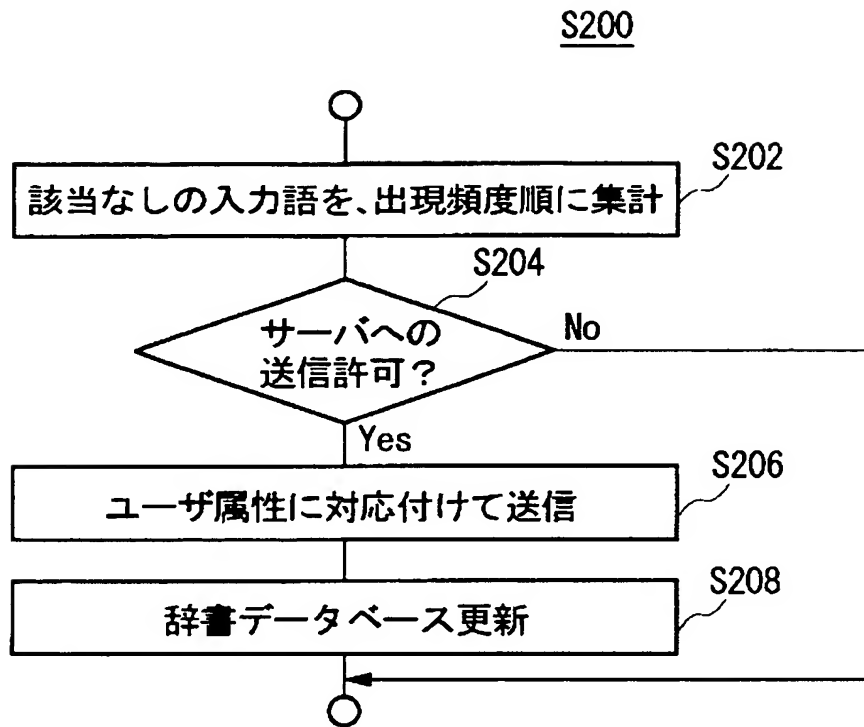 S200
S202
該当なしの入力語を、出現頻度順に集計
S204
サーバへの
送信許可?
No
Yes
S206
ユーザ属性に対応付けて送信
S208
辞書データベース更新